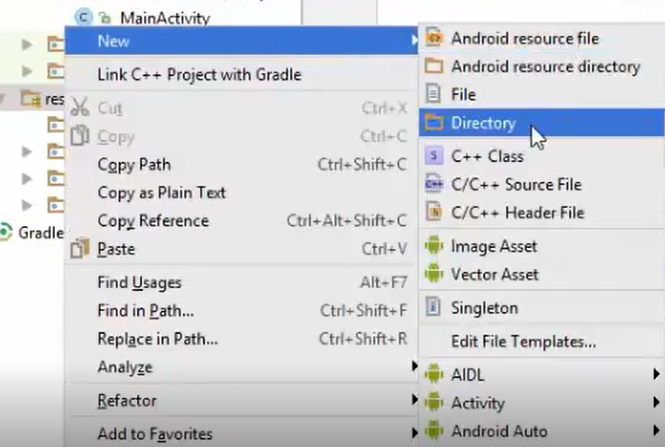 MainActivity
New
Link C++ Project with Gradle
Cut Ctrl+X
Copy Ctrl+C
Copy Path Ctrl+Shift+C
Copy as Plain Text
Copy Reference Ctrl+Alt+Shift+C
Paste Ctrl+V
Find Usages Alt+F7
Find in Path... Ctrl+Shift+F
Replace in Path... Ctrl+Shift+R
Analyze
Refactor
Add to Favorites
res
Gradle
Android resource file
Android resource directory
File
Directory
C++ Class
C/C++ Source File
C/C++ Header File
Image Asset
Vector Asset
Singleton
Edit File Templates...
AIDL
Activity
Android Auto